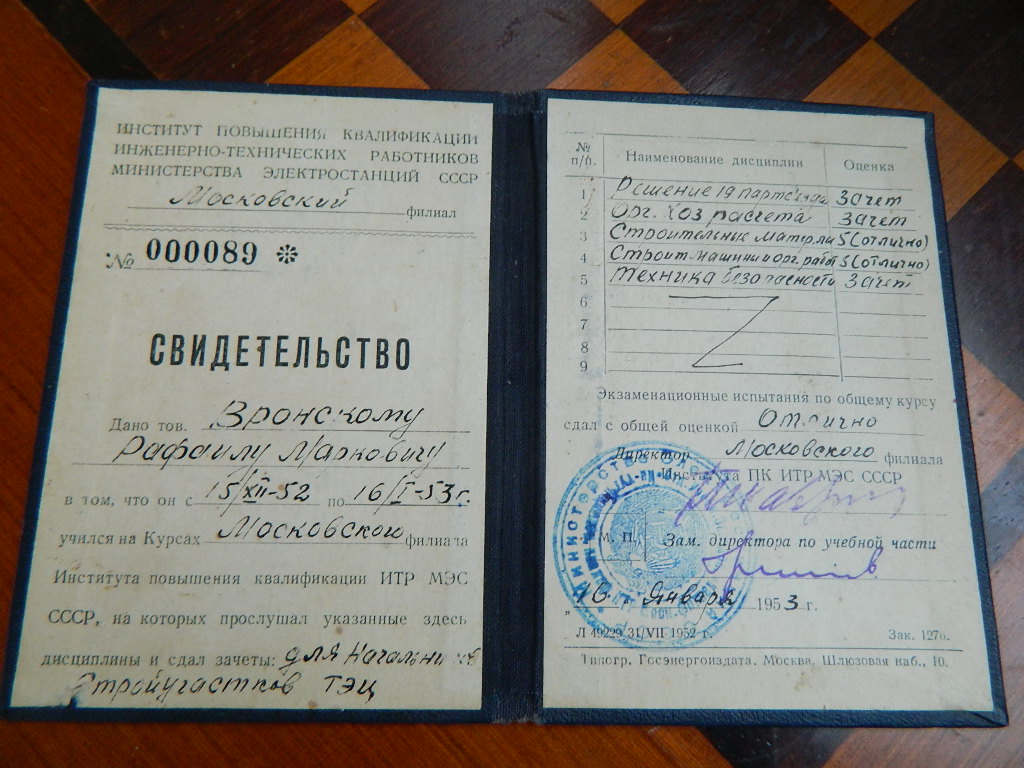 ИНСТИТУТ ПОВЫШЕНИЯ КВАЛИФИКАЦИИ
ИНЖЕНЕРНО-ТЕХНИЧЕСКИХ РАБОТНИКОВ
МИНИСТЕРСТВА ЭЛЕКТРОСТАНЦИЙ СССР
Московский филиал
№ 000089
СВИДЕТЕЛЬСТВО
Дано тов. Вронскому
Рафаилу Марковичу
в том, что он с 15/XII-52 по 16/I-53 г.
учился на Курсах Московского филиала
Института повышения квалификации ИТР МЭС
СССР, на которых прослушал указанные здесь
дисциплины и сдал зачеты: для Начальников
Стройучастков ТЭЦ
№ п/п. Наименование дисциплин Оценка
1 Решение 19 партс'езда зачет
2 Орг. Хоз расчета зачет
3 Строительные матер.ли 5 (отлично)
4 Строит. машины и орг. работ 5 (отлично)
5 Техника безопасности зачет
6
7
8
9
Экзаменационные испытания по общему курсу
сдал с общей оценкой Отлично
Директор Московского филиала
Института ПК ИТР МЭС СССР
М. П. Зам. директора по учебной части
„16" Января 1953 г.
Л 49229 31/VII 1952 г. Зак. 1276.
Типогр. Госэнергоиздата. Москва, Шлюзовая наб., 10.